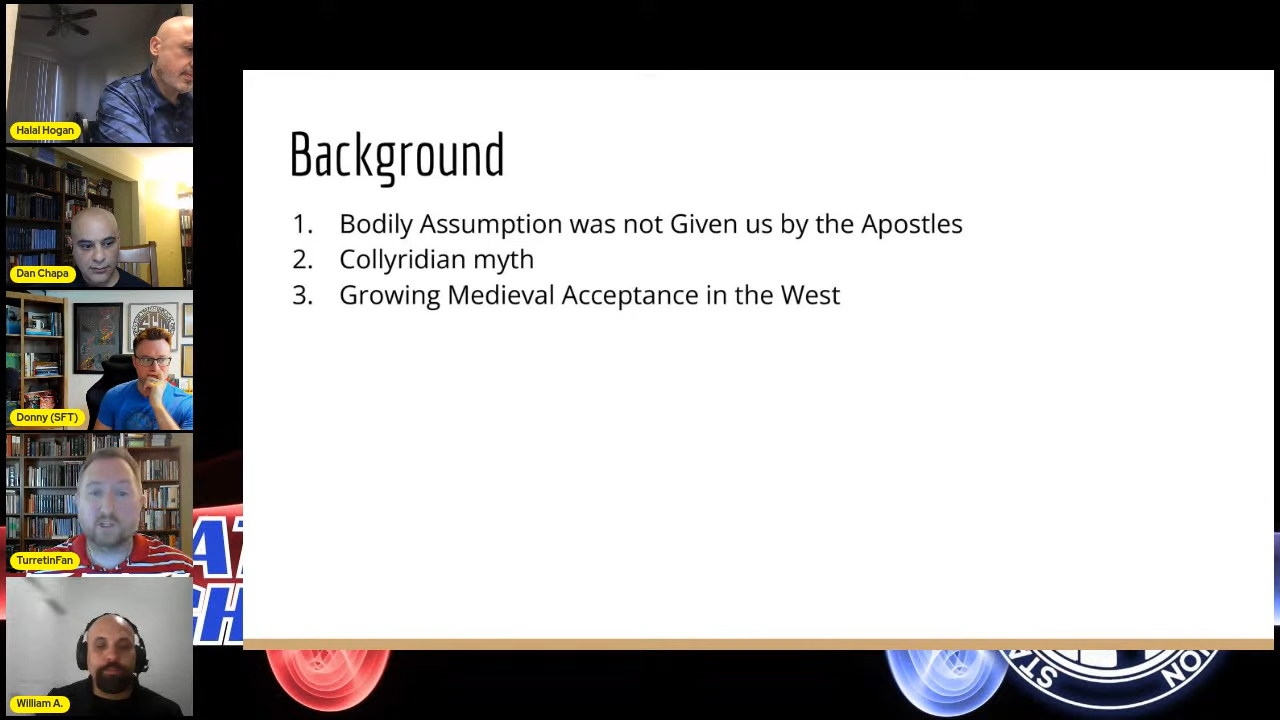 Halal Hogan
Dan Chapa
Donny (SFT)
TurretinFan
William A.
Background
1. Bodily Assumption was not Given us by the Apostles
2. Collyridian myth
3. Growing Medieval Acceptance in the West